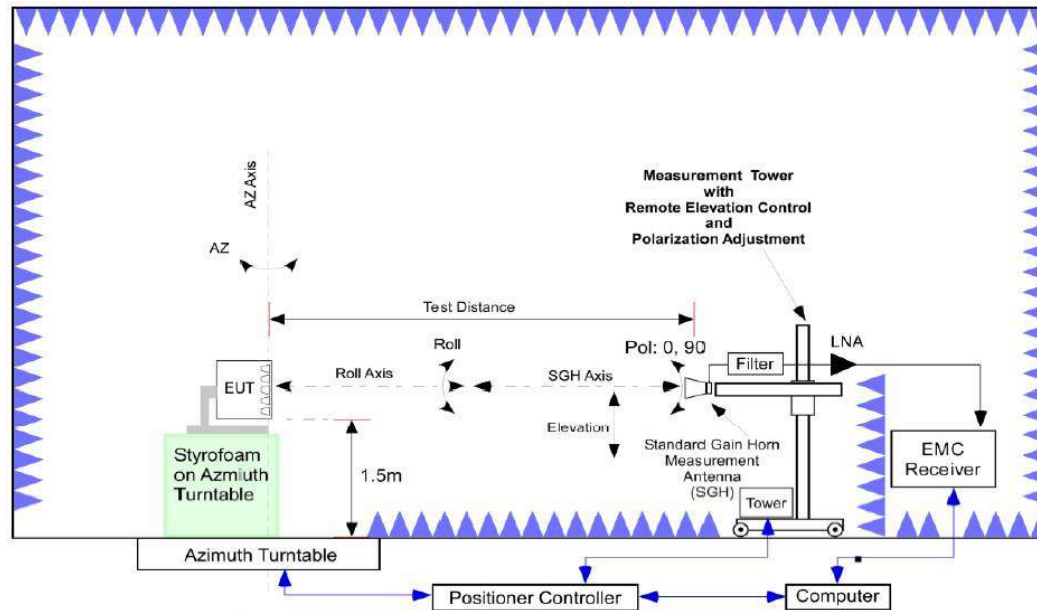 AZ Axis
AZ
Measurement Tower
with
Remote Elevation Control
and
Polarization Adjustment
Test Distance
Roll
Pol: 0, 90
LNA
Filter
EUT
Roll Axis
SGH Axis
Elevation
Styrofoam
on Azmiuth
Turntable
1.5m
Standard Gain Horn
Measurement
Antenna
(SGH)
EMC
Receiver
Tower
Azimuth Turntable
Positioner Controller
Computer